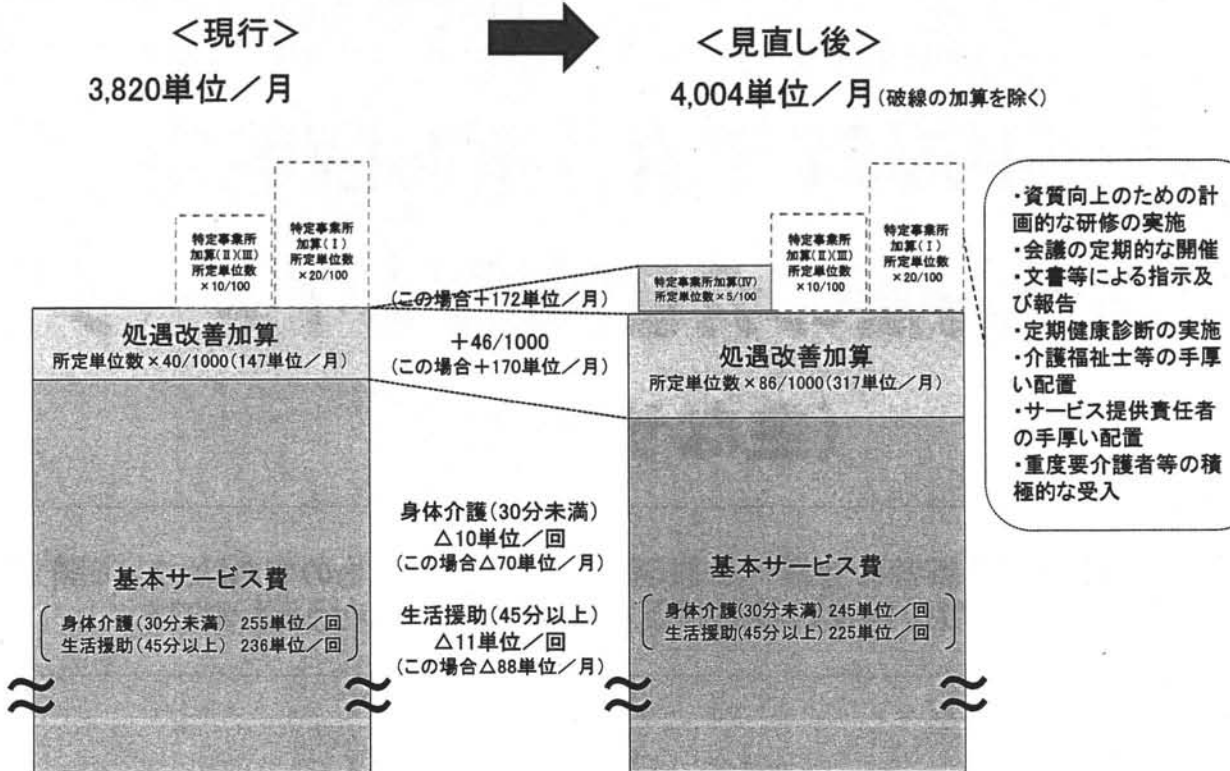 ＜現行＞
3,820単位／月
＜見直し後＞
4,004単位／月(破線の加算を除く)
特定事業所
加算(Ⅱ)(Ⅲ)
所定単位数
×10/100
特定事業所
加算(Ⅰ)
所定単位数
×20/100
処遇改善加算
所定単位数×40/1000(147単位／月)
基本サービス費
身体介護(30分未満) 255単位／回
生活援助(45分以上) 236単位／回
(この場合＋172単位／月)
＋46/1000
(この場合＋170単位／月)
身体介護(30分未満)
△10単位／回
(この場合△70単位／月)
生活援助(45分以上)
△11単位／回
(この場合△88単位／月)
特定事業所加算(Ⅳ)
所定単位数×5/100
特定事業所
加算(Ⅱ)(Ⅲ)
所定単位数
×10/100
特定事業所
加算(Ⅰ)
所定単位数
×20/100
処遇改善加算
所定単位数×86/1000(317単位／月)
基本サービス費
身体介護(30分未満) 245単位／回
生活援助(45分以上) 225単位／回
・資質向上のための計
画的な研修の実施
・会議の定期的な開催
・文書等による指示及
び報告
・定期健康診断の実施
・介護福祉士等の手厚
い配置
・サービス提供責任者
の手厚い配置
・重度要介護者等の積
極的な受入